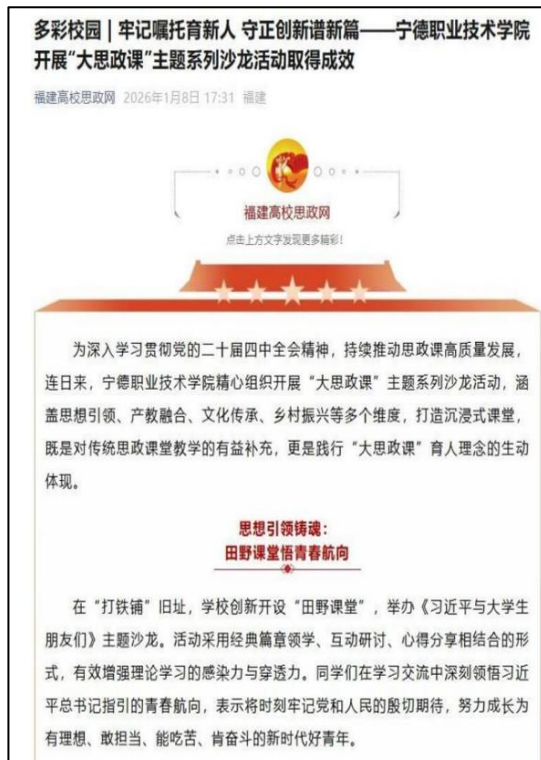 多彩校园 | 牢记嘱托育新人 守正创新谱新篇——宁德职业技术学院
开展“大思政课”主题系列沙龙活动取得成效
福建高校思政网 2026年1月8日 17:31 福建
福建高校思政网
点击上方文字发现更多精彩!
为深入学习贯彻党的二十届四中全会精神，持续推动思政课高质量发展，
连日来，宁德职业技术学院精心组织开展“大思政课”主题系列沙龙活动，涵
盖思想引领、产教融合、文化传承、乡村振兴等多个维度，打造沉浸式课堂，
既是对传统思政课堂教学的有益补充，更是践行“大思政课”育人理念的生动
体现。
思想引领铸魂：
田野课堂悟青春航向
在“打铁铺”旧址，学校创新开设“田野课堂”，举办《习近平与大学生
朋友们》主题沙龙。活动采用经典篇章领学、互动研讨、心得分享相结合的形
式，有效增强理论学习的感染力与穿透力。同学们在学习交流中深刻领悟习近
平总书记指引的青春航向，表示将时刻牢记党和人民的殷切期待，努力成长为
有理想、敢担当、能吃苦、肯奋斗的新时代好青年。